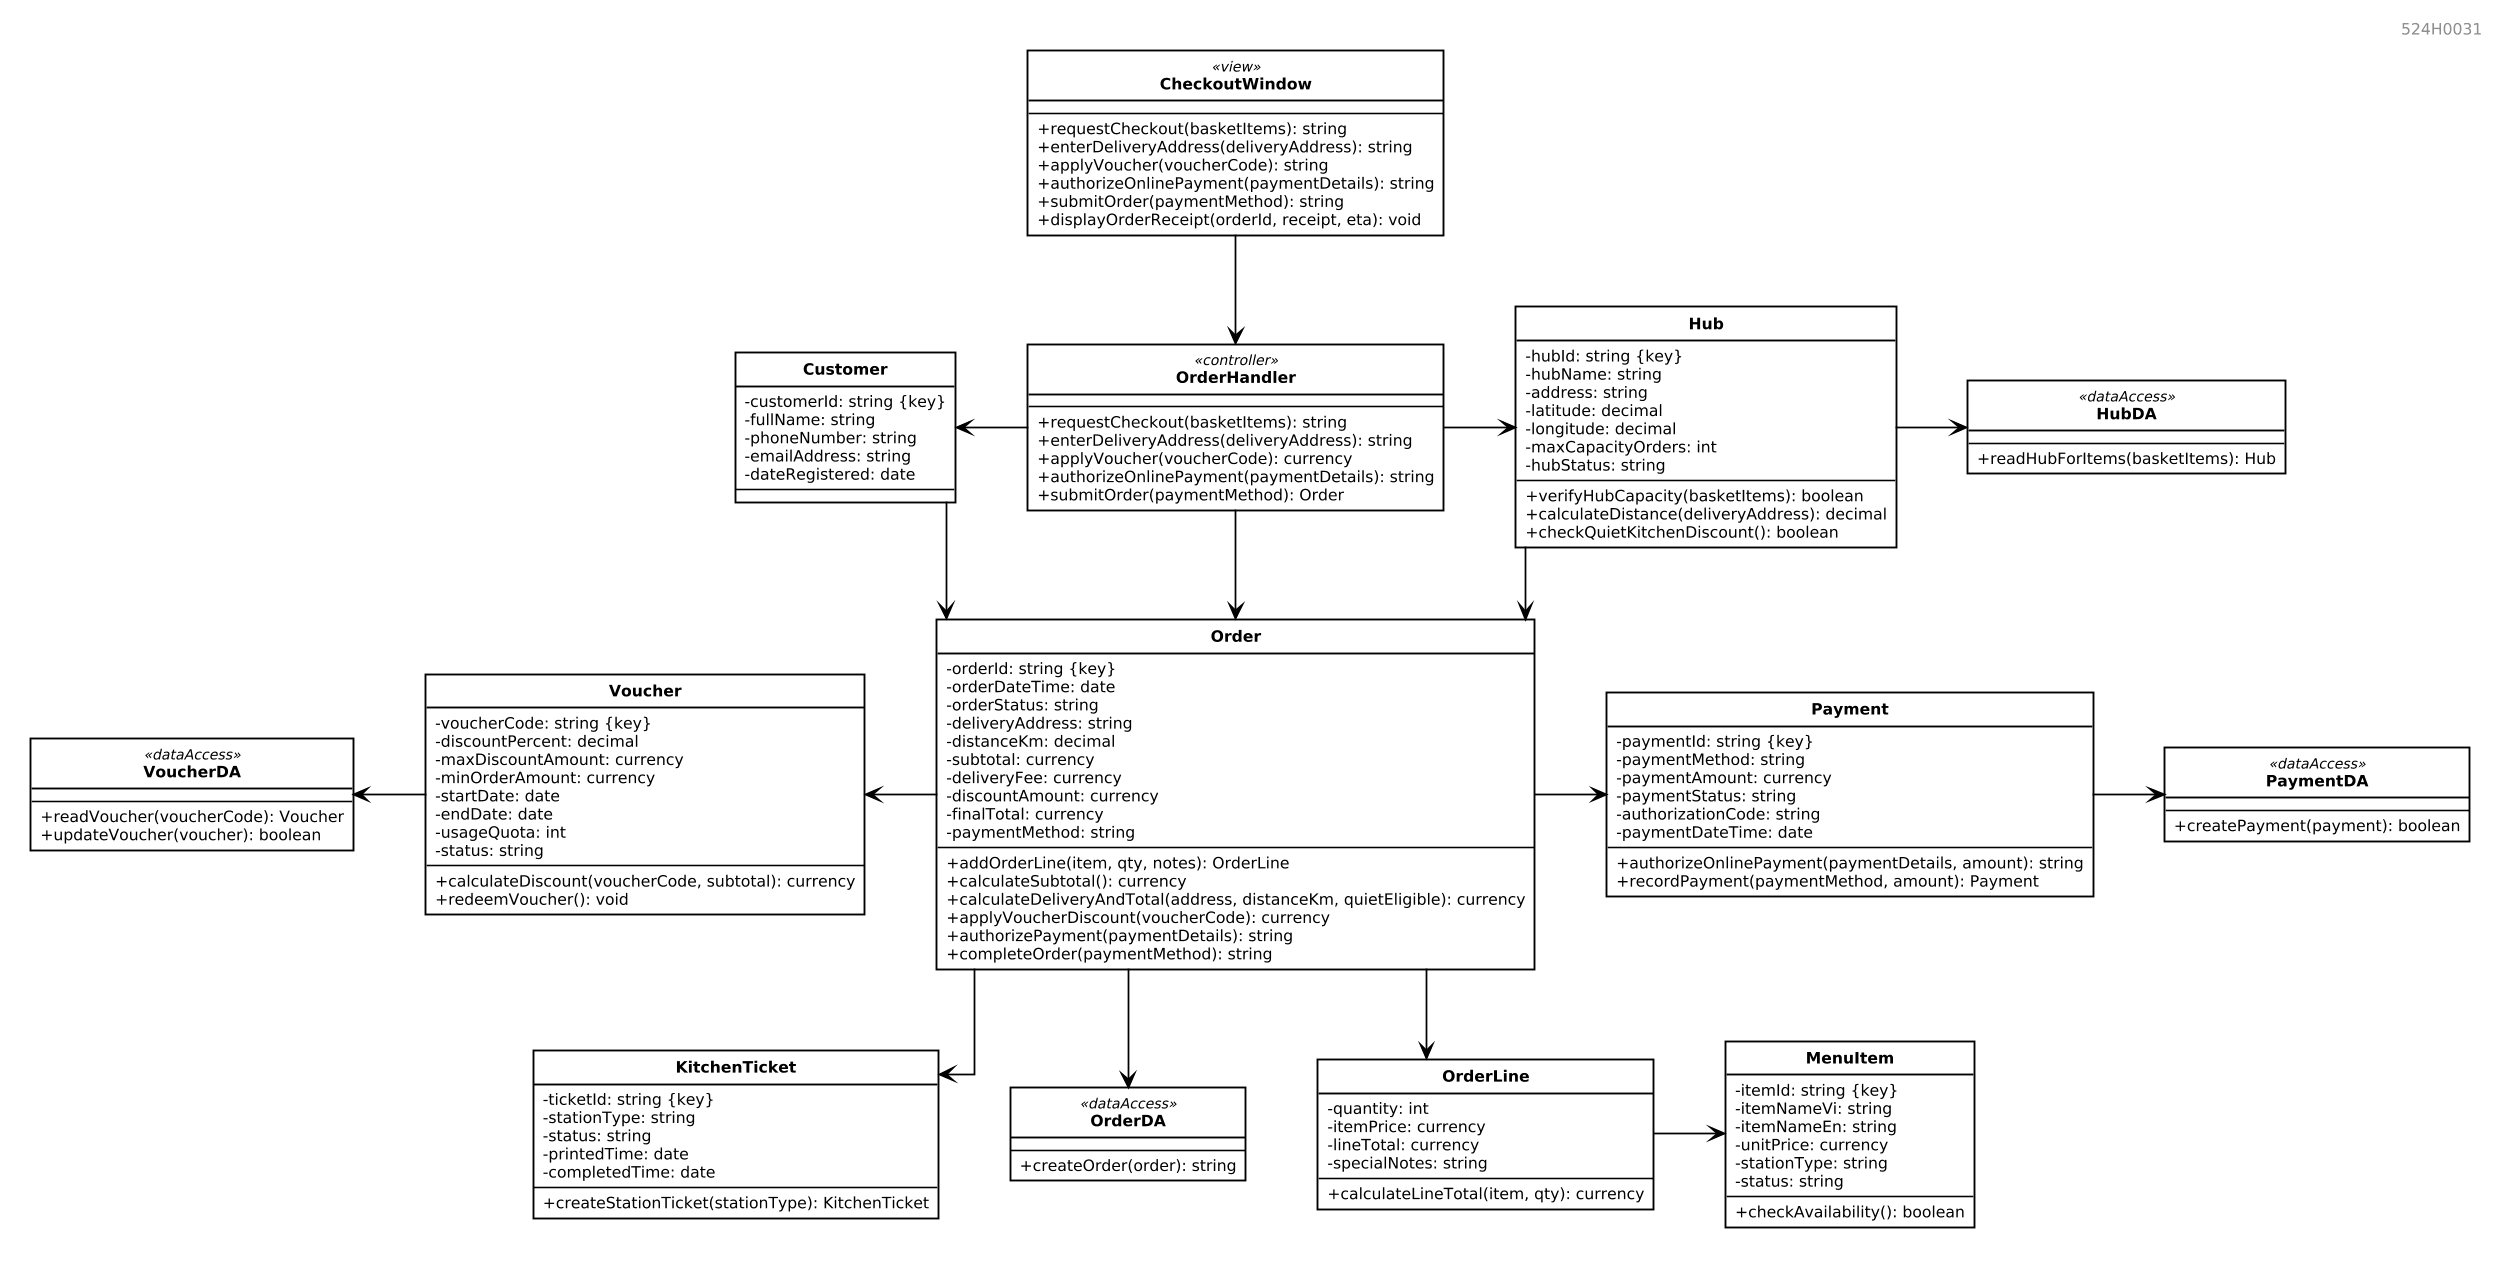 524H0031
«view»
CheckoutWindow
+requestCheckout(basketItems): string
+enterDeliveryAddress(deliveryAddress): string
+applyVoucher(voucherCode): string
+authorizeOnlinePayment(paymentDetails): string
+submitOrder(paymentMethod): string
+displayOrderReceipt(orderId, receipt, eta): void
Customer
-customerId: string {key}
-fullName: string
-phoneNumber: string
-emailAddress: string
-dateRegistered: date
«controller»
OrderHandler
+requestCheckout(basketItems): string
+enterDeliveryAddress(deliveryAddress): string
+applyVoucher(voucherCode): currency
+authorizeOnlinePayment(paymentDetails): string
+submitOrder(paymentMethod): Order
Hub
-hubId: string {key}
-hubName: string
-address: string
-latitude: decimal
-longitude: decimal
-maxCapacityOrders: int
-hubStatus: string
+verifyHubCapacity(basketItems): boolean
+calculateDistance(deliveryAddress): decimal
+checkQuietKitchenDiscount(): boolean
«dataAccess»
HubDA
+readHubForItems(basketItems): Hub
«dataAccess»
VoucherDA
+readVoucher(voucherCode): Voucher
+updateVoucher(voucher): boolean
Voucher
-voucherCode: string {key}
-discountPercent: decimal
-maxDiscountAmount: currency
-minOrderAmount: currency
-startDate: date
-endDate: date
-usageQuota: int
-status: string
+calculateDiscount(voucherCode, subtotal): currency
+redeemVoucher(): void
Order
-orderId: string {key}
-orderDateTime: date
-orderStatus: string
-deliveryAddress: string
-distanceKm: decimal
-subtotal: currency
-deliveryFee: currency
-discountAmount: currency
-finalTotal: currency
-paymentMethod: string
+addOrderLine(item, qty, notes): OrderLine
+calculateSubtotal(): currency
+calculateDeliveryAndTotal(address, distanceKm, quietEligible): currency
+applyVoucherDiscount(voucherCode): currency
+authorizePayment(paymentDetails): string
+completeOrder(paymentMethod): string
Payment
-paymentId: string {key}
-paymentMethod: string
-paymentAmount: currency
-paymentStatus: string
-authorizationCode: string
-paymentDateTime: date
+authorizeOnlinePayment(paymentDetails, amount): string
+recordPayment(paymentMethod, amount): Payment
«dataAccess»
PaymentDA
+createPayment(payment): boolean
KitchenTicket
-ticketId: string {key}
-stationType: string
-status: string
-printedTime: date
-completedTime: date
+createStationTicket(stationType): KitchenTicket
«dataAccess»
OrderDA
+createOrder(order): string
OrderLine
-quantity: int
-itemPrice: currency
-lineTotal: currency
-specialNotes: string
+calculateLineTotal(item, qty): currency
MenuItem
-itemId: string {key}
-itemNameVi: string
-itemNameEn: string
-unitPrice: currency
-stationType: string
-status: string
+checkAvailability(): boolean